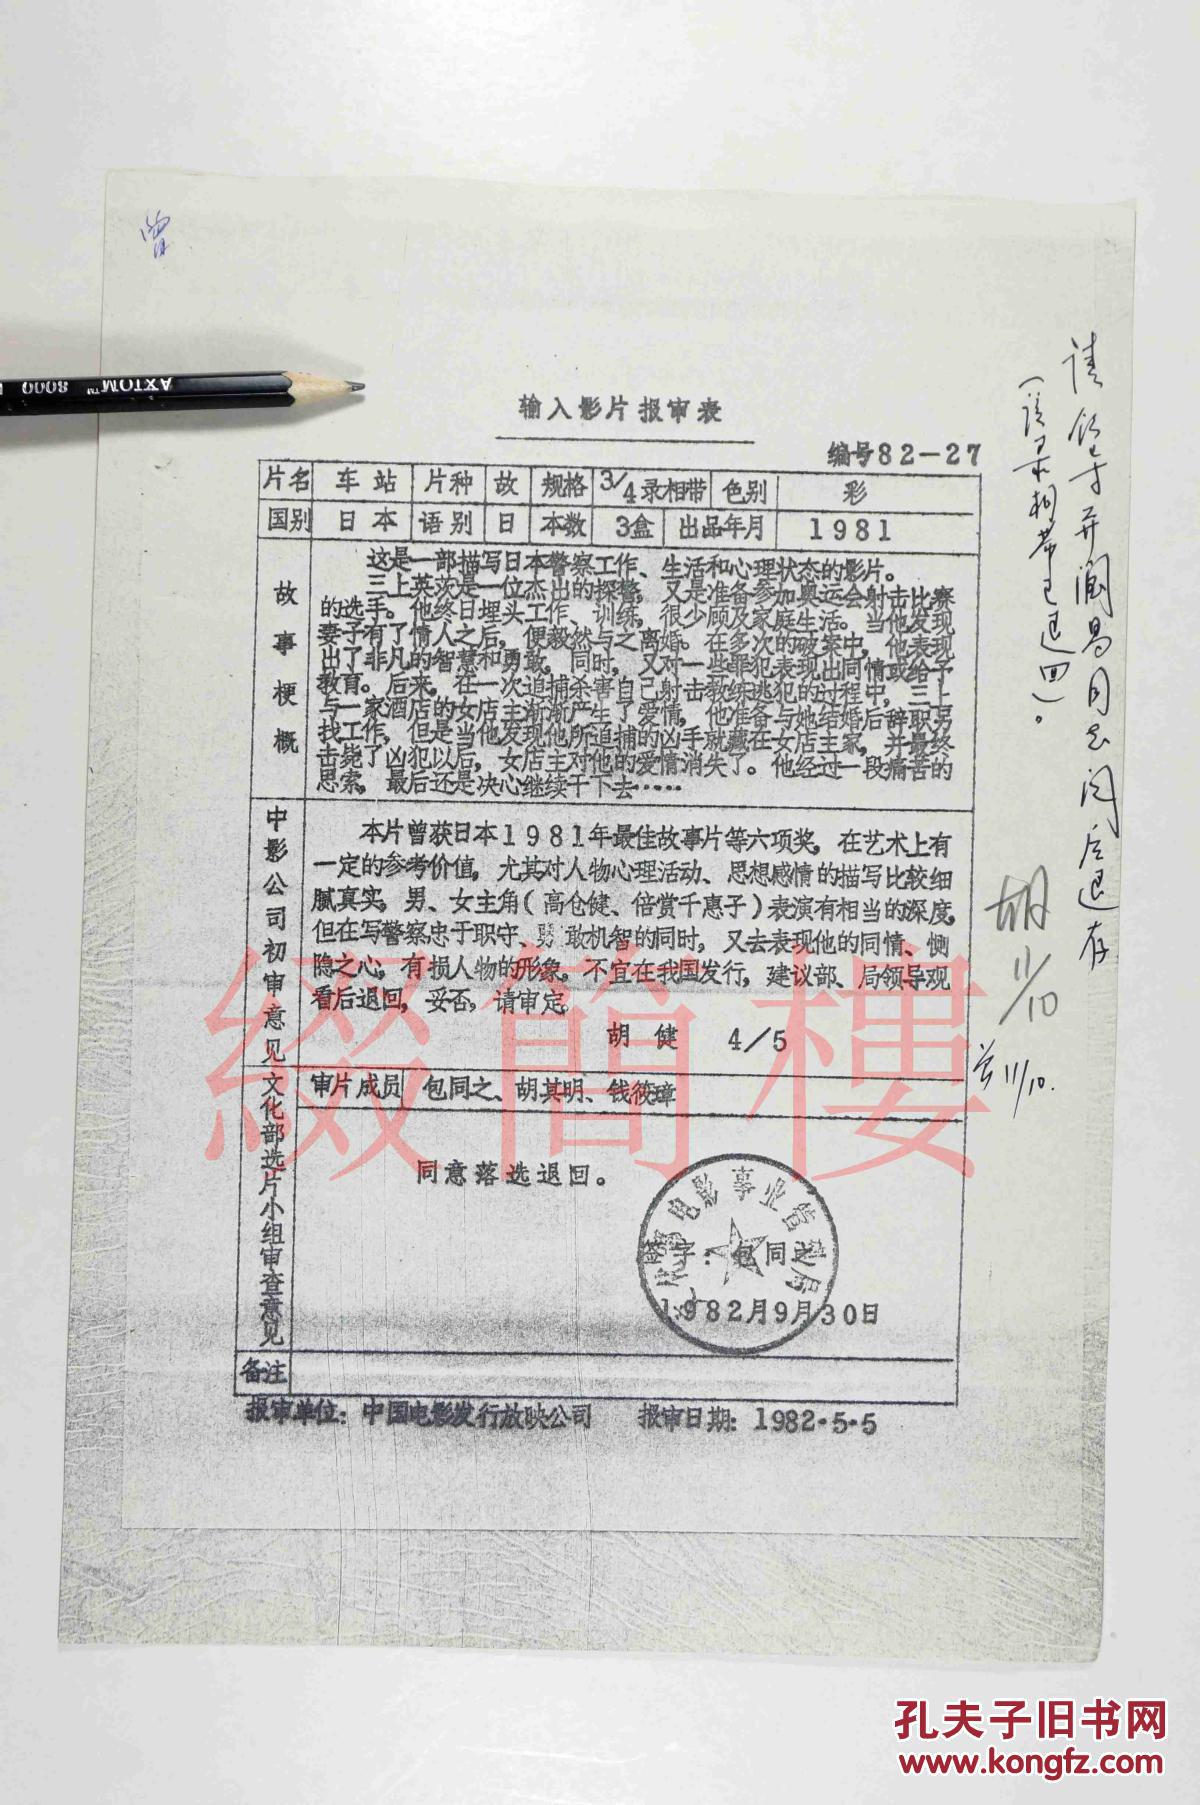 曾
AXIOM™ 8000
输入影片报审表
编号82—27
片名 车站 片种 故 规格 3/4录相带 色别 彩
国别 日本 语别 日 本数 3盒 出品年月 1981
故事梗概
这是一部描写日本警察工作、生活和心理状态的影片。
三上英茨是一位杰出的探警，又是准备参加奥运会射击比赛
的选手。他终日埋头工作、训练，很少顾及家庭生活。当他发现
妻子有了情人之后，便毅然与之离婚。在多次的破案中，他表现
出了非凡的智慧和勇敢，同时，又对一些罪犯表现出同情或给予
教育。后来，在一次追捕杀害自己射击教练逃犯的过程中，三上
与一家酒店的女店主渐渐产生了爱情，他准备与她结婚后辞职另
找工作，但是当他发现他所追捕的凶手就藏在女店主家，并最终
击毙了凶犯以后，女店主对他的爱情消失了。他经过一段痛苦的
思索，最后还是决心继续干下去……
中影公司初审意见
本片曾获日本1981年最佳故事片等六项奖，在艺术上有
一定的参考价值，尤其对人物心理活动、思想感情的描写比较细
腻真实，男、女主角（高仓健、倍赏千惠子）表演有相当的深度，
但在写警察忠于职守、勇敢机智的同时，又去表现他的同情、恻
隐之心，有损人物的形象，不宜在我国发行，建议部、局领导观
看后退回，妥否，请审定，
胡健 4/5
文化部选片小组审查意见
审片成员 包同之、胡其明、钱筱璋
同意落选退回。
签字：包同之
1982月9月30日
备注
报审单位：中国电影发行放映公司 报审日期：1982·5·5
同志阅后退存
（该录相带已退回）。
胡 11/10
11/10.
綴簡樓
孔夫子旧书网
www.kongfz.com